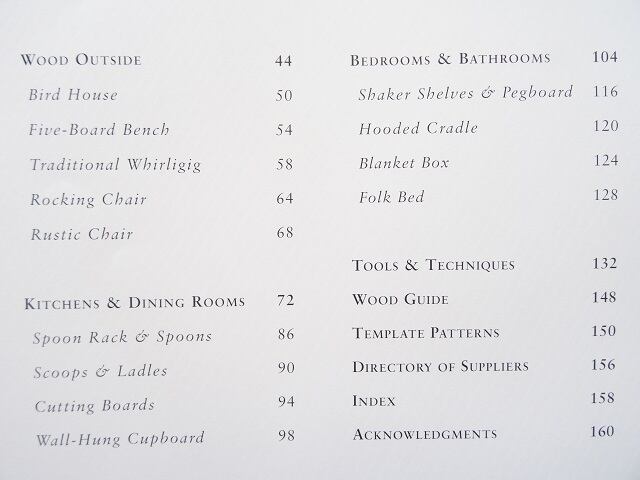 Wood Outside 44
Bird House 50
Five-Board Bench 54
Traditional Whirligig 58
Rocking Chair 64
Rustic Chair 68
Kitchens & Dining Rooms 72
Spoon Rack & Spoons 86
Scoops & Ladles 90
Cutting Boards 94
Wall-Hung Cupboard 98
Bedrooms & Bathrooms 104
Shaker Shelves & Pegboard 116
Hooded Cradle 120
Blanket Box 124
Folk Bed 128
Tools & Techniques 132
Wood Guide 148
Template Patterns 150
Directory of Suppliers 156
Index 158
Acknowledgments 160